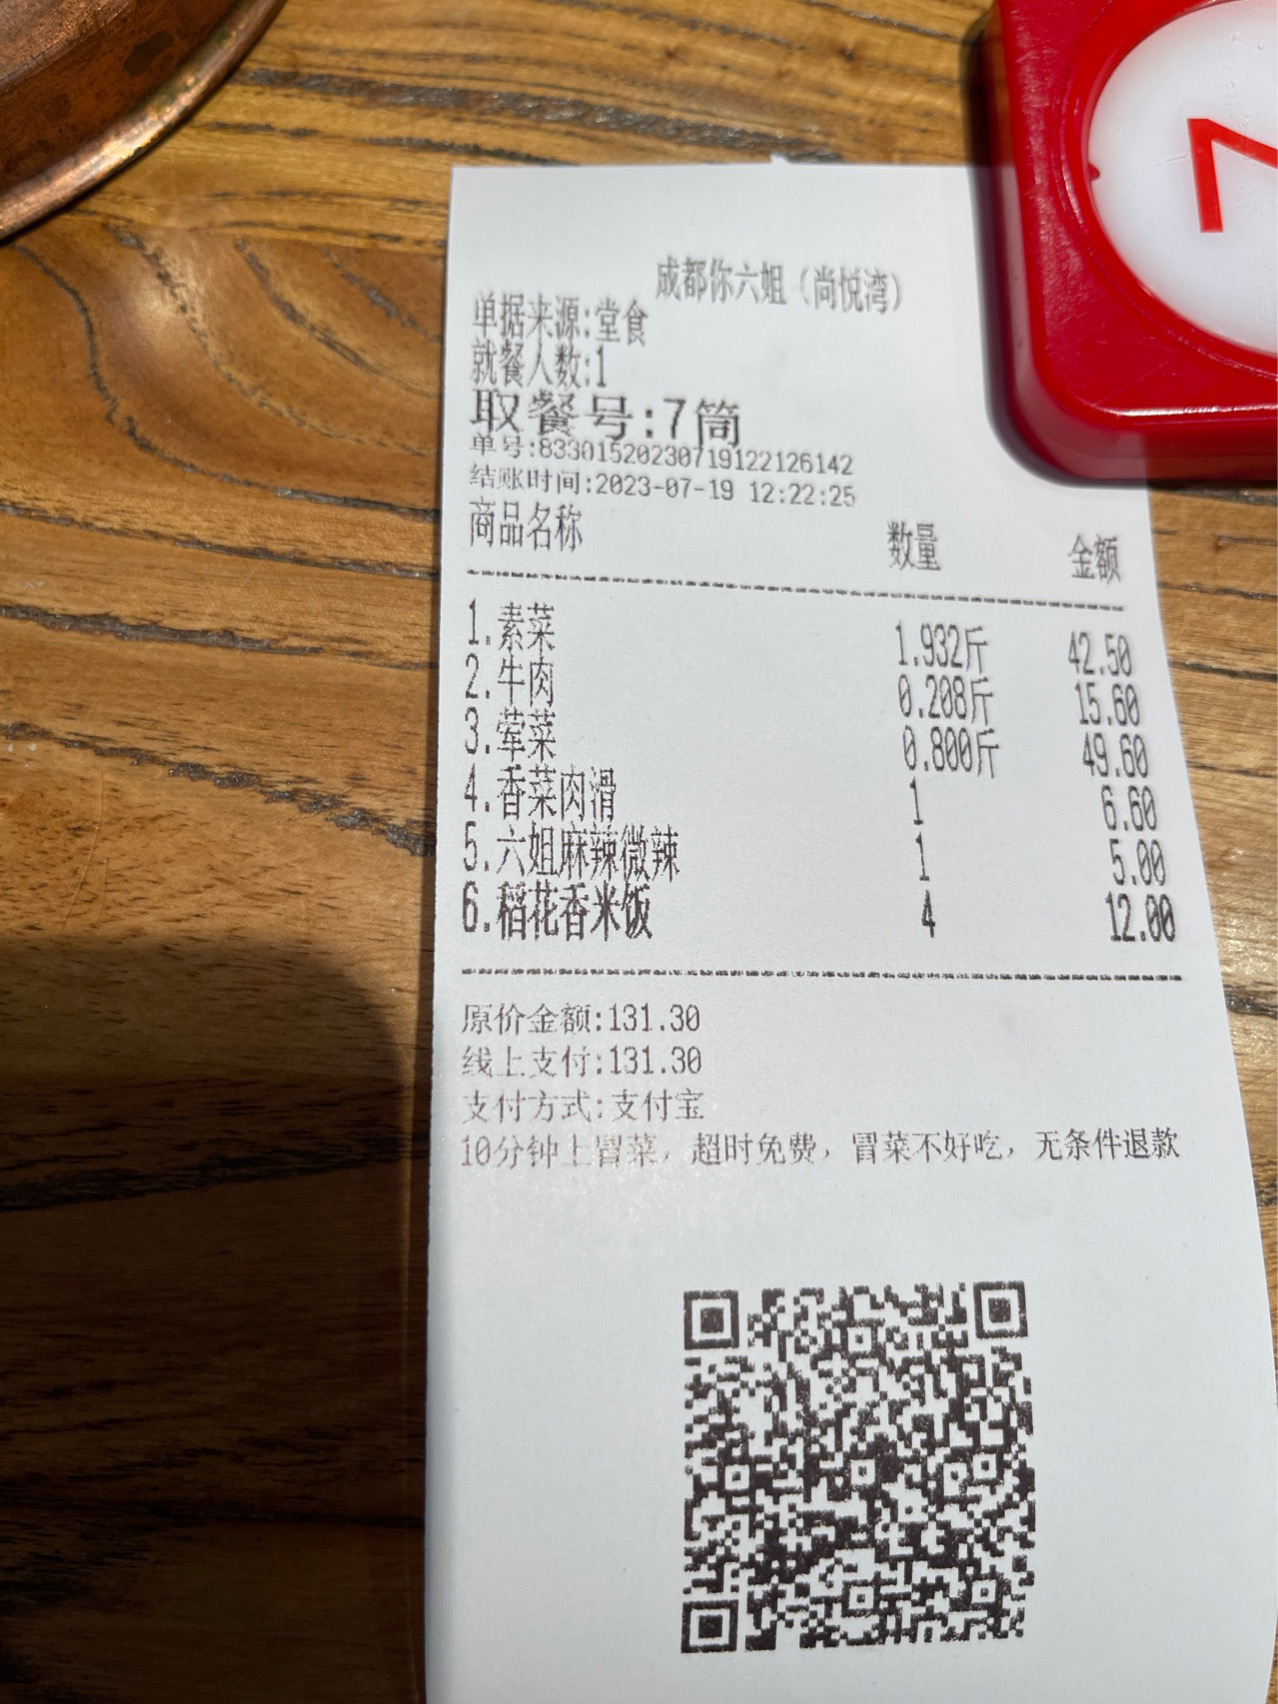 成都你六姐（尚悦湾）
单据来源:堂食
就餐人数:1
取餐号:7筒
单号:83301520230719122126142
结账时间:2023-07-19 12:22:25
商品名称 数量 金额
1.素菜 1.932斤 42.50
2.牛肉 0.208斤 15.60
3.荤菜 0.800斤 49.60
4.香菜肉滑 1 6.60
5.六姐麻辣微辣 1 5.00
6.稻花香米饭 4 12.00
原价金额:131.30
线上支付:131.30
支付方式:支付宝
10分钟上冒菜，超时免费，冒菜不好吃，无条件退款